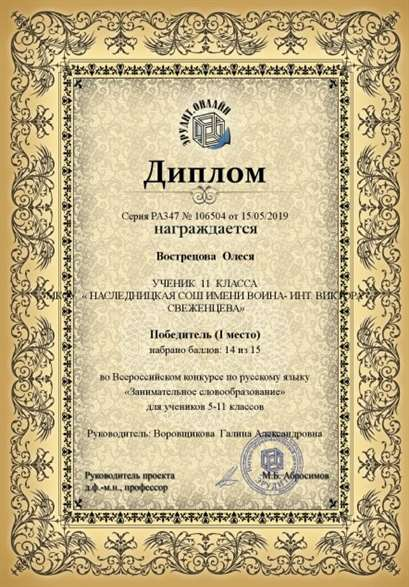 ЭРУДИТ.ОНЛАЙН
Диплом
Серия РА347 № 106504 от 15/05/2019
награждается
Вострецова Олеся
УЧЕНИК 11 КЛАССА
« НАСЛЕДНИЦКАЯ СОШ ИМЕНИ ВОИНА- ИНТ. ВИКТОРА
СВЕЖЕНЦЕВА»
Победитель (I место)
набрано баллов: 14 из 15
во Всероссийском конкурсе по русскому языку
«Занимательное словообразование»
для учеников 5-11 классов
Руководитель: Воровщикова Галина Александровна
Руководитель проекта
д.ф.-м.н., профессор
М.Б. Абросимов
ЭРУДИТ